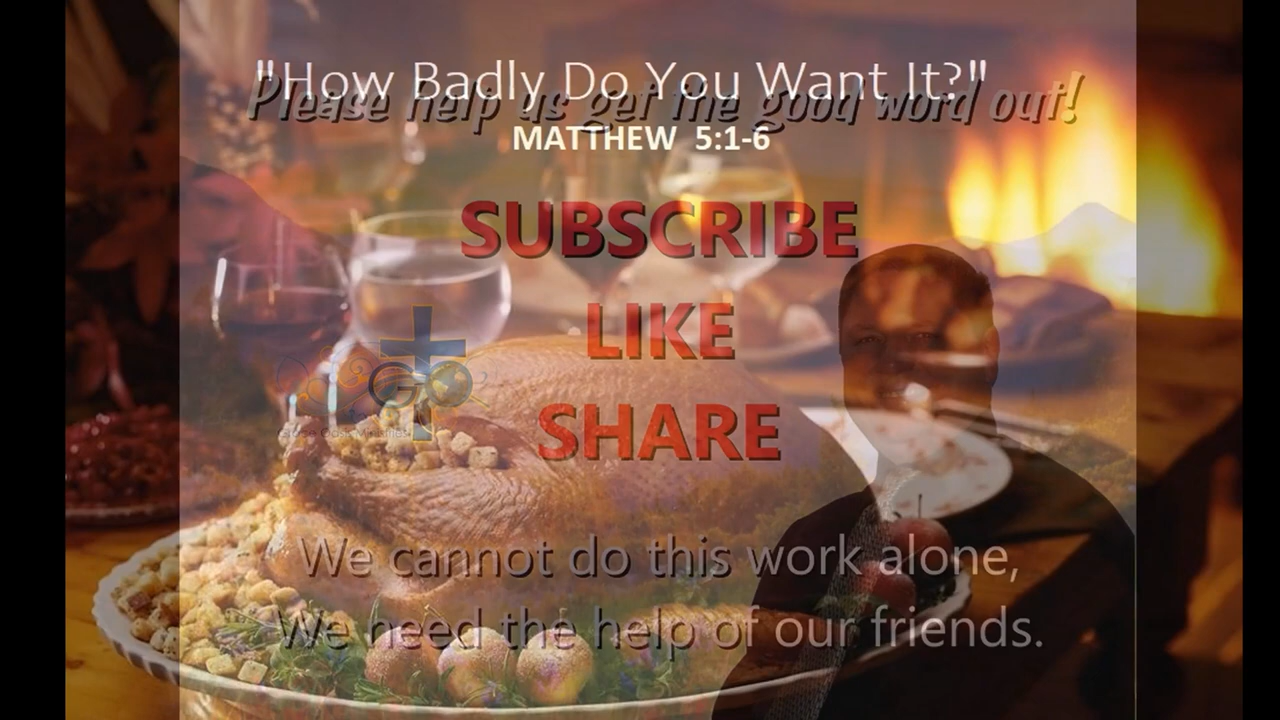 "How Badly Do You Want It?"
Please help us get the good word out!
MATTHEW 5:1-6
SUBSCRIBE
LIKE
SHARE
GO
We cannot do this work alone,
We need the help of our friends.